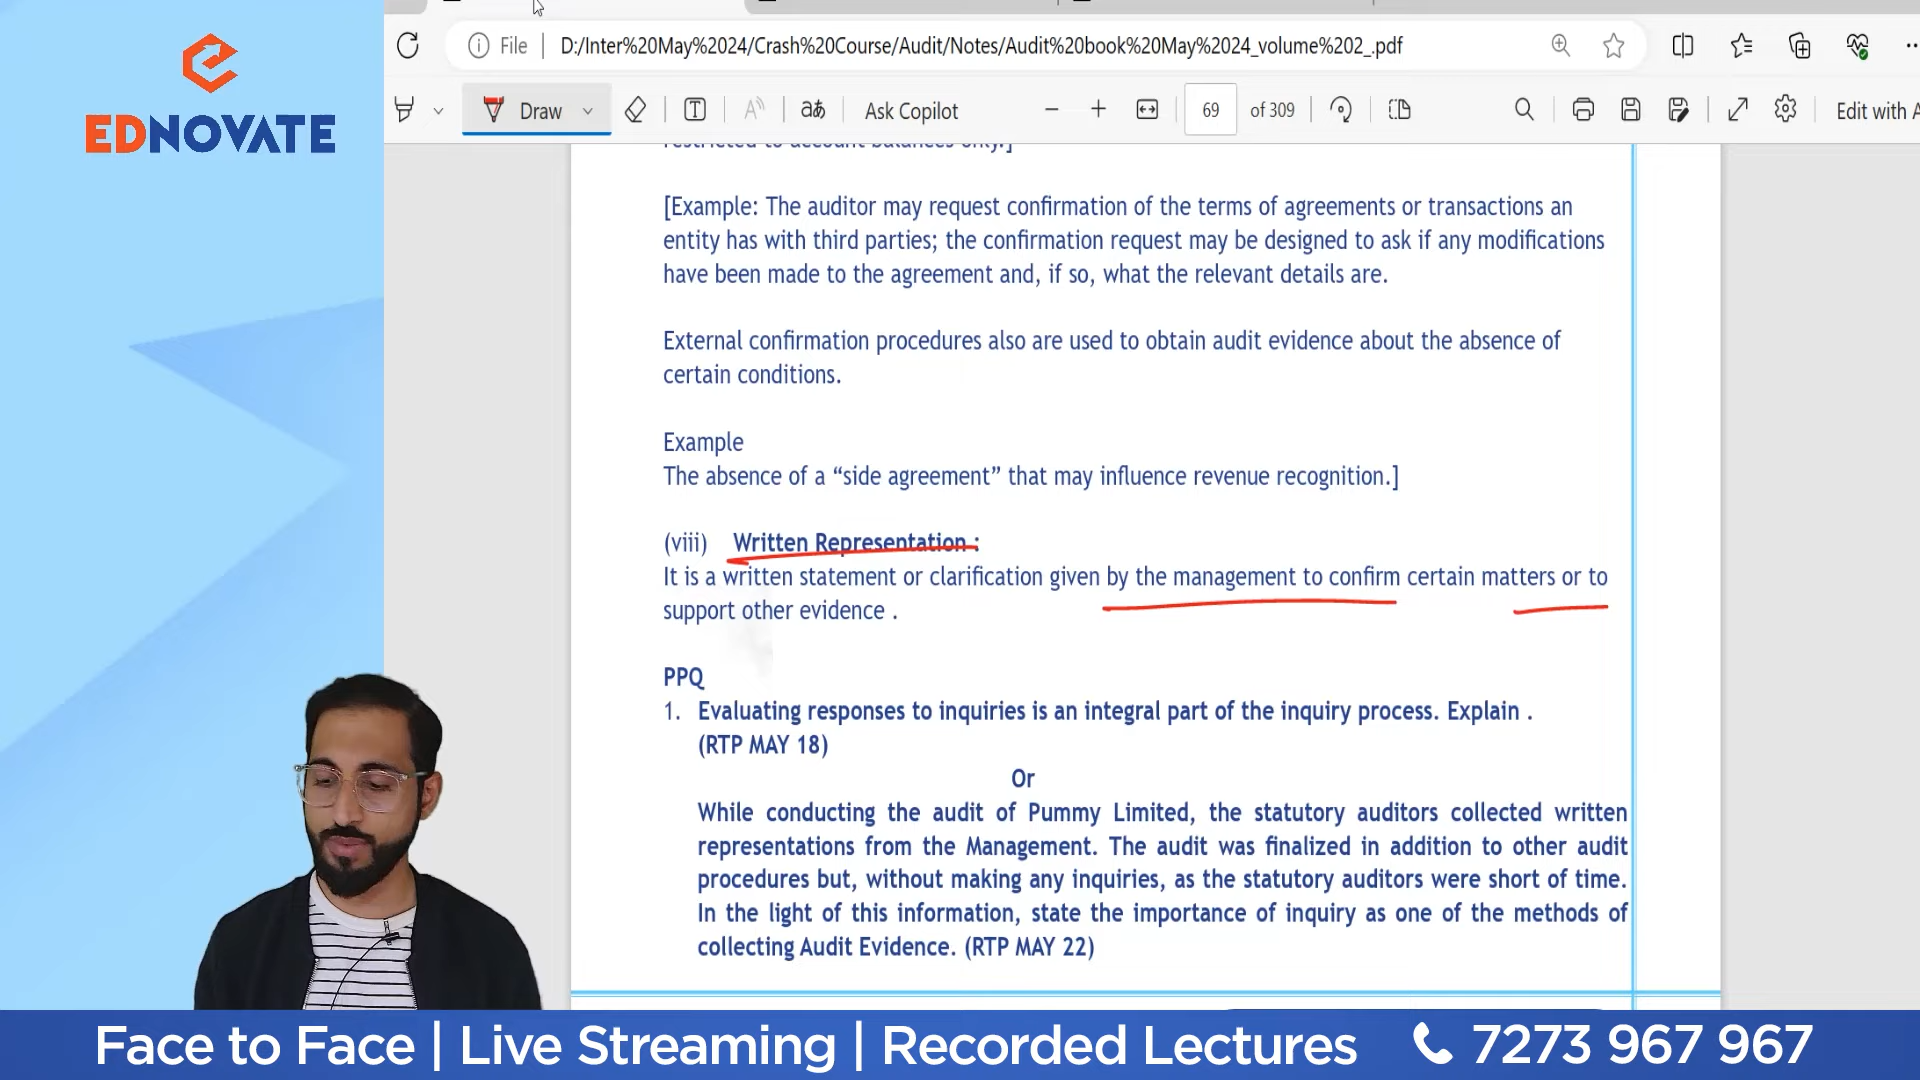 EDNOVATE
File
D:/Inter%20May%2024/Crash%20Course/Audit/Notes/Audit%20book%20May%2024_volume%202_.pdf
Draw
Ask Copilot
69 of 309
Edit with A
restricted to account balances only.]
[Example: The auditor may request confirmation of the terms of agreements or transactions an
entity has with third parties; the confirmation request may be designed to ask if any modifications
have been made to the agreement and, if so, what the relevant details are.
External confirmation procedures also are used to obtain audit evidence about the absence of
certain conditions.
Example
The absence of a “side agreement” that may influence revenue recognition.]
(viii) Written Representation :
It is a written statement or clarification given by the management to confirm certain matters or to
support other evidence .
PPQ
1. Evaluating responses to inquiries is an integral part of the inquiry process. Explain .
(RTP MAY 18)
Or
While conducting the audit of Pummy Limited, the statutory auditors collected written
representations from the Management. The audit was finalized in addition to other audit
procedures but, without making any inquiries, as the statutory auditors were short of time.
In the light of this information, state the importance of inquiry as one of the methods of
collecting Audit Evidence. (RTP MAY 22)
Face to Face | Live Streaming | Recorded Lectures 7273 967 967